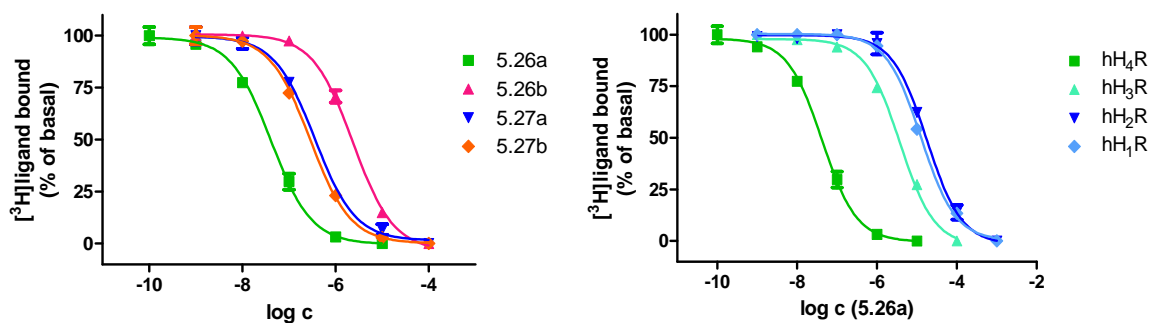 [³H]ligand bound
(% of basal)
100
75
50
25
0
-10
-8
-6
-4
log c
5.26a
5.26b
5.27a
5.27b
[³H]ligand bound
(% of basal)
100
75
50
25
0
-10
-8
-6
-4
-2
log c (5.26a)
hH₄R
hH₃R
hH₂R
hH₁R